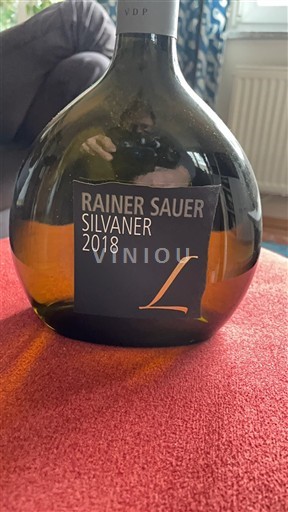 VDP
RAINER SAUER
SILVANER
2018
VINIOU
L